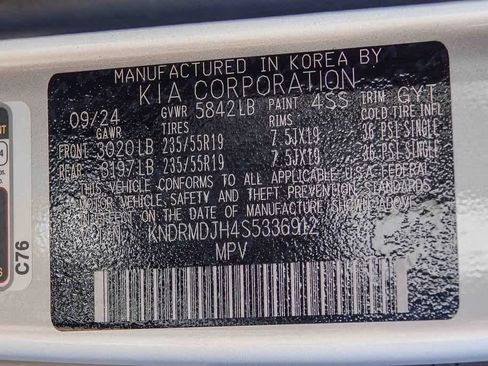 MANUFACTURED IN KOREA BY
KIA CORPORATION
09/24 GVWR 5842LB PAINT 4SS TRIM GYT
GAWR TIRES RIMS COLD TIRE INFL
FRONT 3020LB 235/55R19 7.5JX19 36 PSI SINGLE
REAR 3197LB 235/55R19 7.5JX19 36 PSI SINGLE
THIS VEHICLE CONFORMS TO ALL APPLICABLE FEDERAL
MOTOR VEHICLE, SAFETY AND THEFT PREVENTION STANDARDS
IN EFFECT ON THE DATE OF MANUFACTURE SHOWN ABOVE
KNDRMDJH4S5336912
MPV
C76